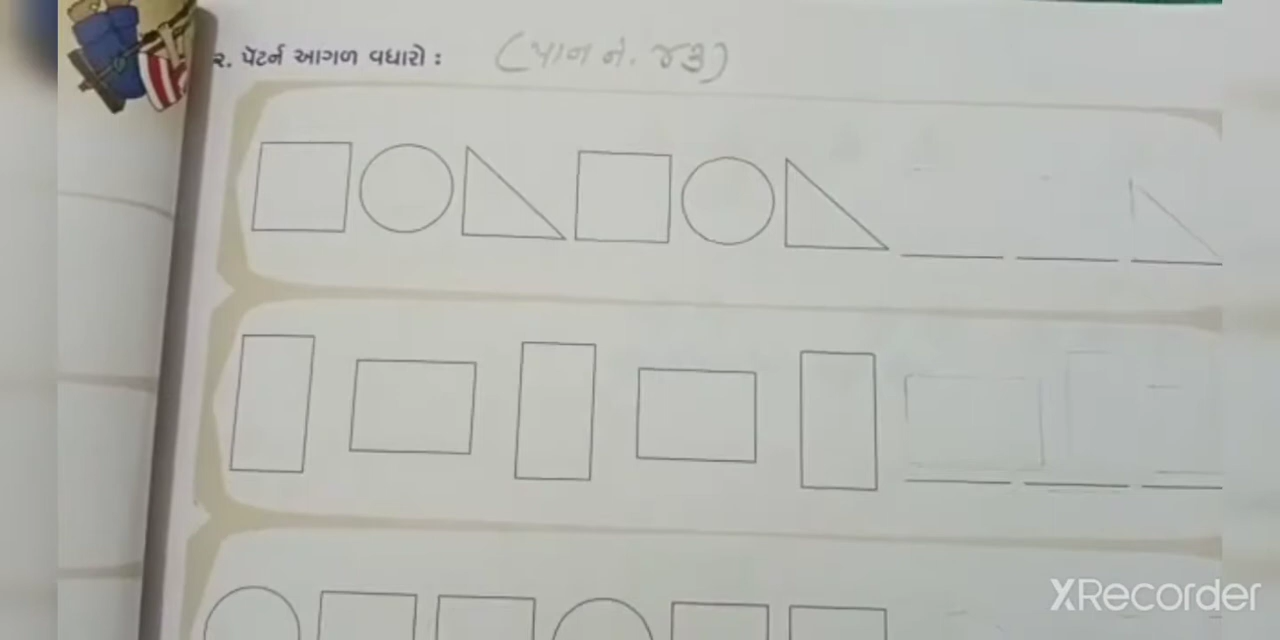 ૨. પૅટર્ન આગળ વધારો : (પાન નં. ૪૩)
XRecorder